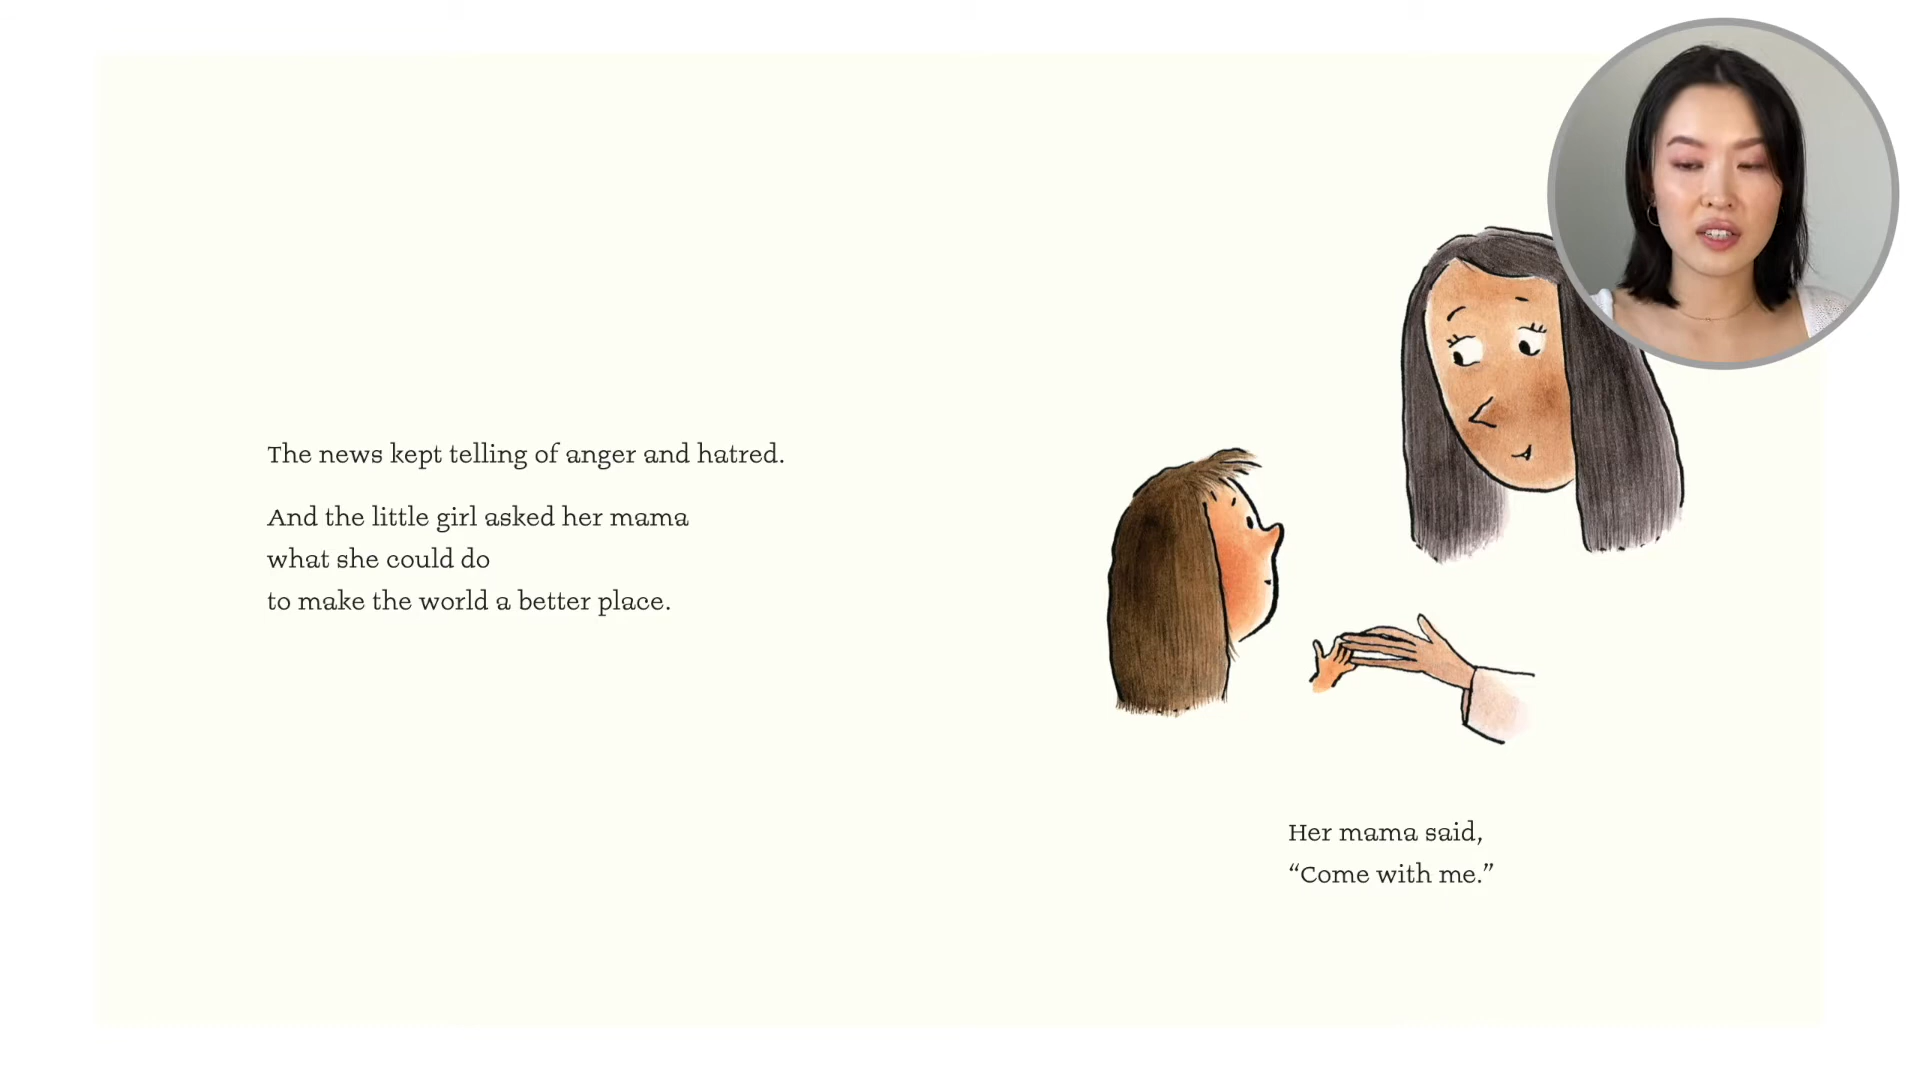 The news kept telling of anger and hatred.
And the little girl asked her mama
what she could do
to make the world a better place.
Her mama said,
“Come with me.”